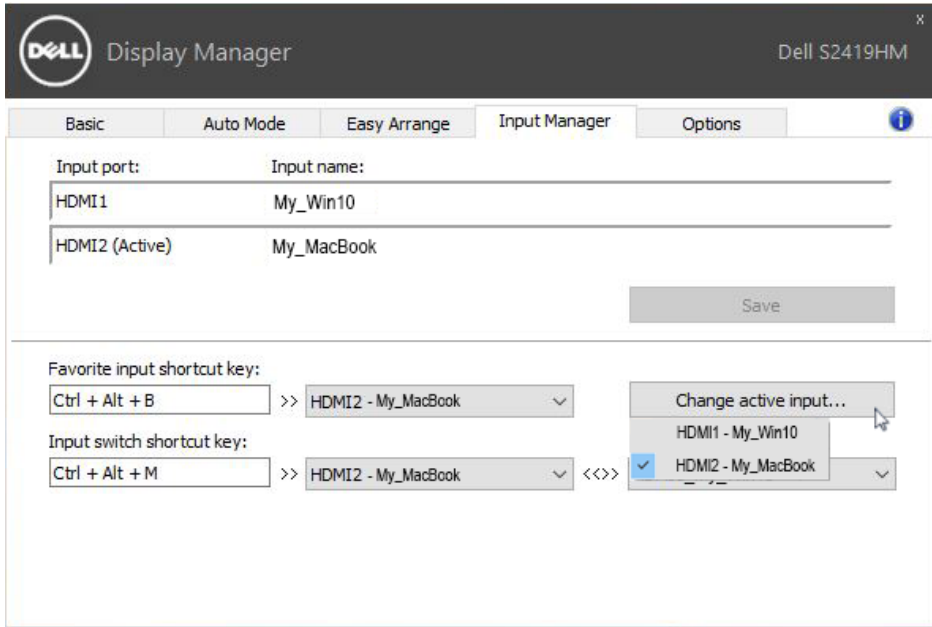 DELL Display Manager
x
Dell S2419HM
Basic Auto Mode Easy Arrange Input Manager Options i
Input port: Input name:
HDMI1 My_Win10
HDMI2 (Active) My_MacBook
Save
Favorite input shortcut key:
Ctrl + Alt + B >> HDMI2 - My_MacBook Change active input...
HDMI1 - My_Win10
Input switch shortcut key:
HDMI2 - My_MacBook
Ctrl + Alt + M >> HDMI2 - My_MacBook <<>>